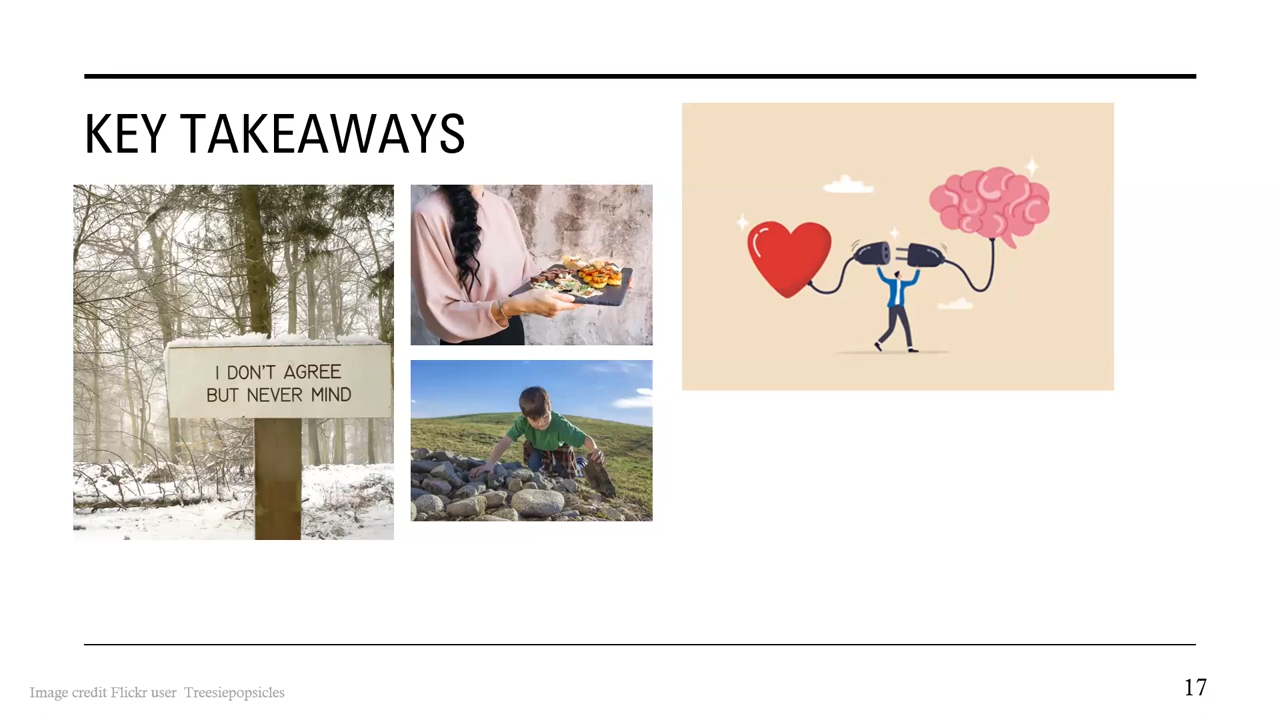 KEY TAKEAWAYS
I DON'T AGREE
BUT NEVER MIND
Image credit Flickr user Treesiepopsicles
17